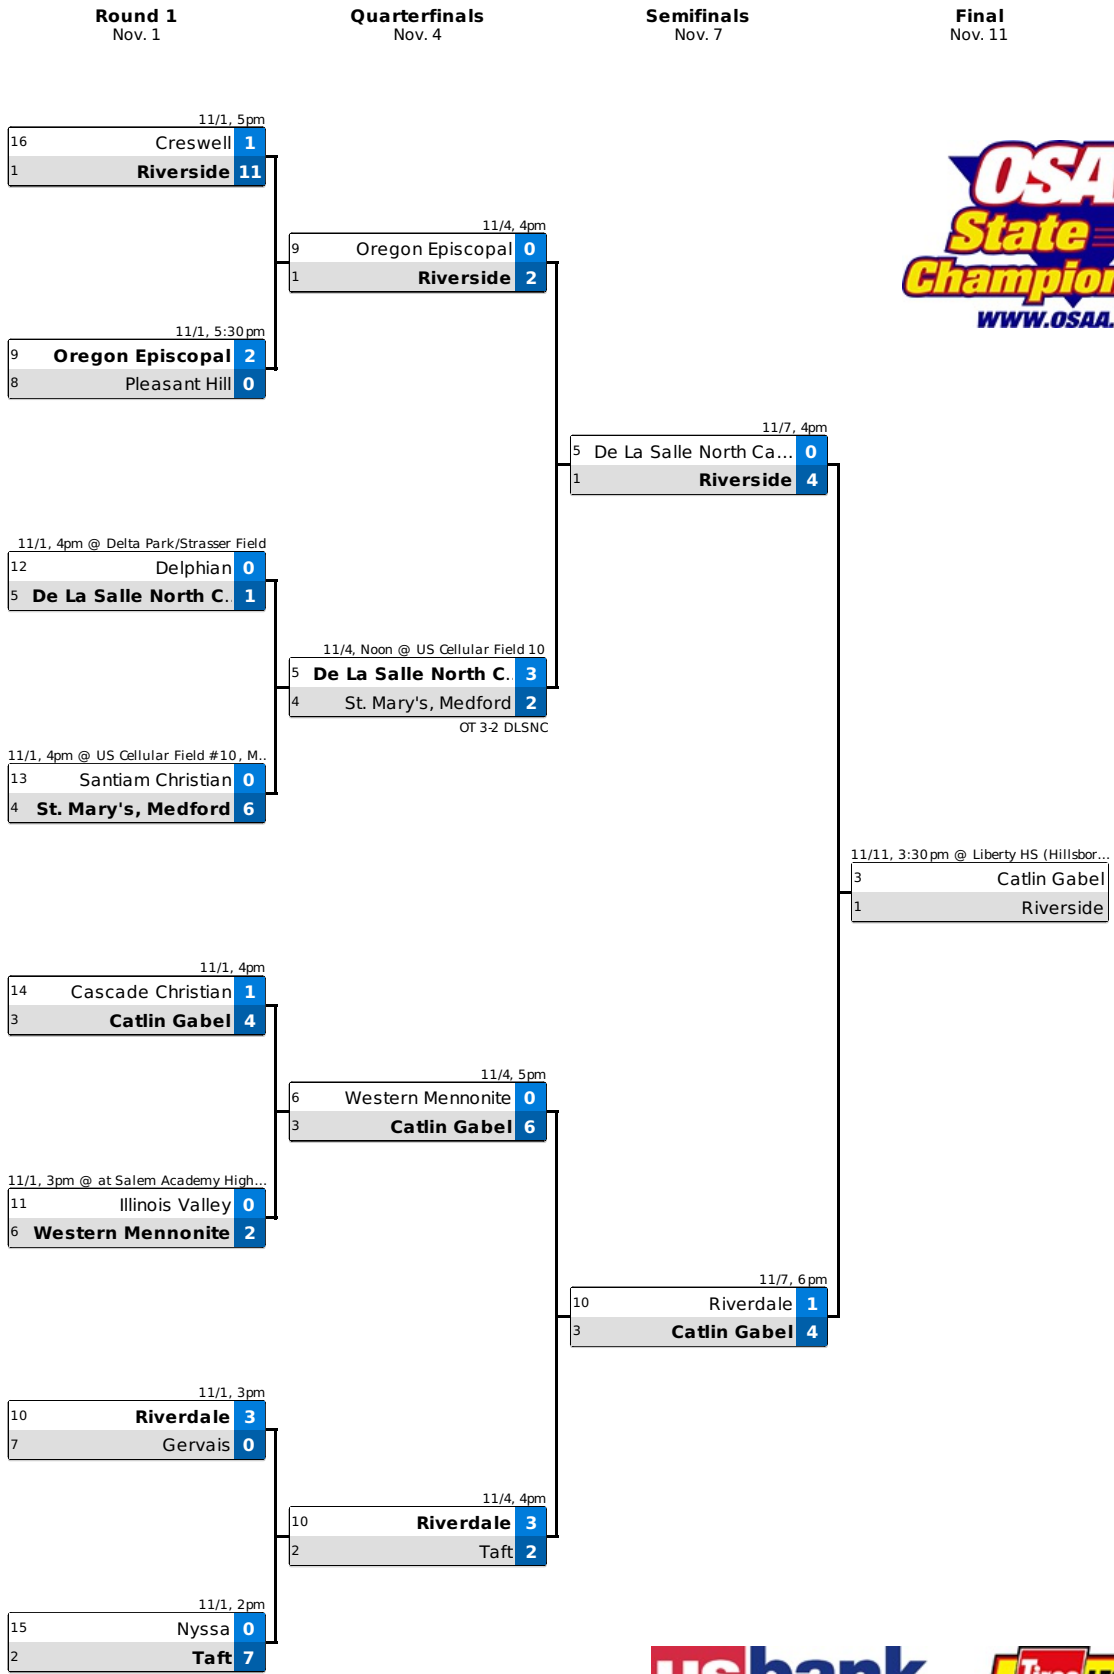 Round 1
Nov. 1
Quarterfinals
Nov. 4
Semifinals
Nov. 7
Final
Nov. 11
11/1, 5pm
16 Creswell 1
1 Riverside 11
11/4, 4pm
9 Oregon Episcopal 0
1 Riverside 2
11/1, 5:30pm
9 Oregon Episcopal 2
8 Pleasant Hill 0
OSA
State
Champion
WWW.OSAA.
11/7, 4pm
5 De La Salle North Ca... 0
1 Riverside 4
11/1, 4pm @ Delta Park/Strasser Field
12 Delphian 0
5 De La Salle North C.. 1
11/4, Noon @ US Cellular Field 10
5 De La Salle North C.. 3
4 St. Mary's, Medford 2
OT 3-2 DLSNC
11/1, 4pm @ US Cellular Field #10, M..
13 Santiam Christian 0
4 St. Mary's, Medford 6
11/11, 3:30pm @ Liberty HS (Hillsbor...
3 Catlin Gabel
1 Riverside
11/1, 4pm
14 Cascade Christian 1
3 Catlin Gabel 4
11/4, 5pm
6 Western Mennonite 0
3 Catlin Gabel 6
11/1, 3pm @ at Salem Academy High...
11 Illinois Valley 0
6 Western Mennonite 2
11/7, 6pm
10 Riverdale 1
3 Catlin Gabel 4
11/1, 3pm
10 Riverdale 3
7 Gervais 0
11/4, 4pm
10 Riverdale 3
2 Taft 2
11/1, 2pm
15 Nyssa 0
2 Taft 7
usbank
Tires